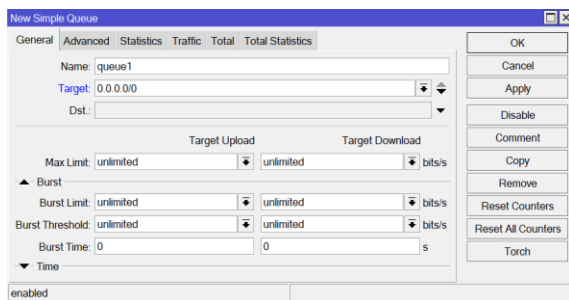 New Simple Queue
General Advanced Statistics Traffic Total Total Statistics
Name: queue1
Target: 0.0.0.0/0
Dst.:
Target Upload Target Download
Max Limit: unlimited unlimited bits/s
Burst
Burst Limit: unlimited unlimited bits/s
Burst Threshold: unlimited unlimited bits/s
Burst Time: 0 0 s
Time
enabled
OK
Cancel
Apply
Disable
Comment
Copy
Remove
Reset Counters
Reset All Counters
Torch